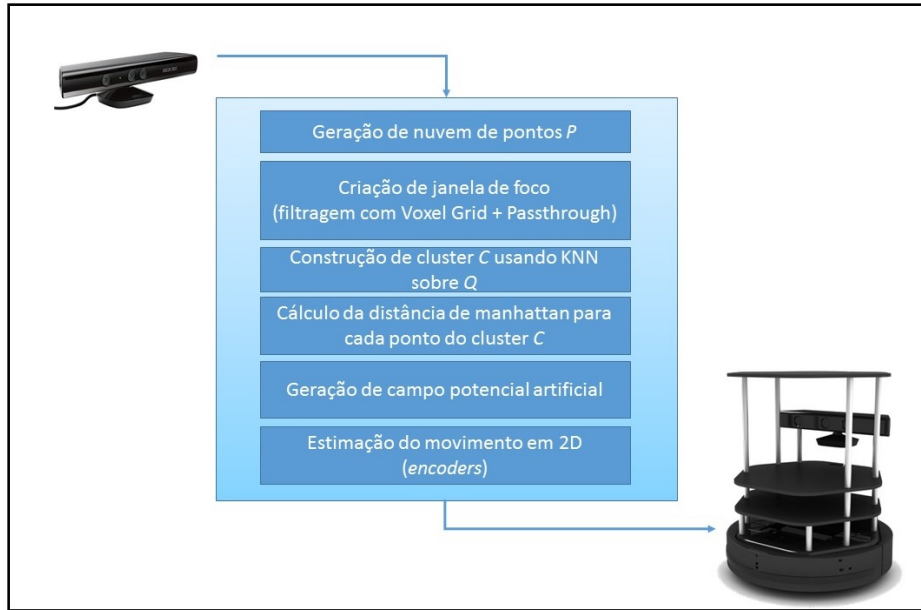 Geração de nuvem de pontos P
Criação de janela de foco
(filtragem com Voxel Grid + Passthrough)
Construção de cluster C usando KNN
sobre Q
Cálculo da distância de manhattan para
cada ponto do cluster C
Geração de campo potencial artificial
Estimação do movimento em 2D
(encoders)